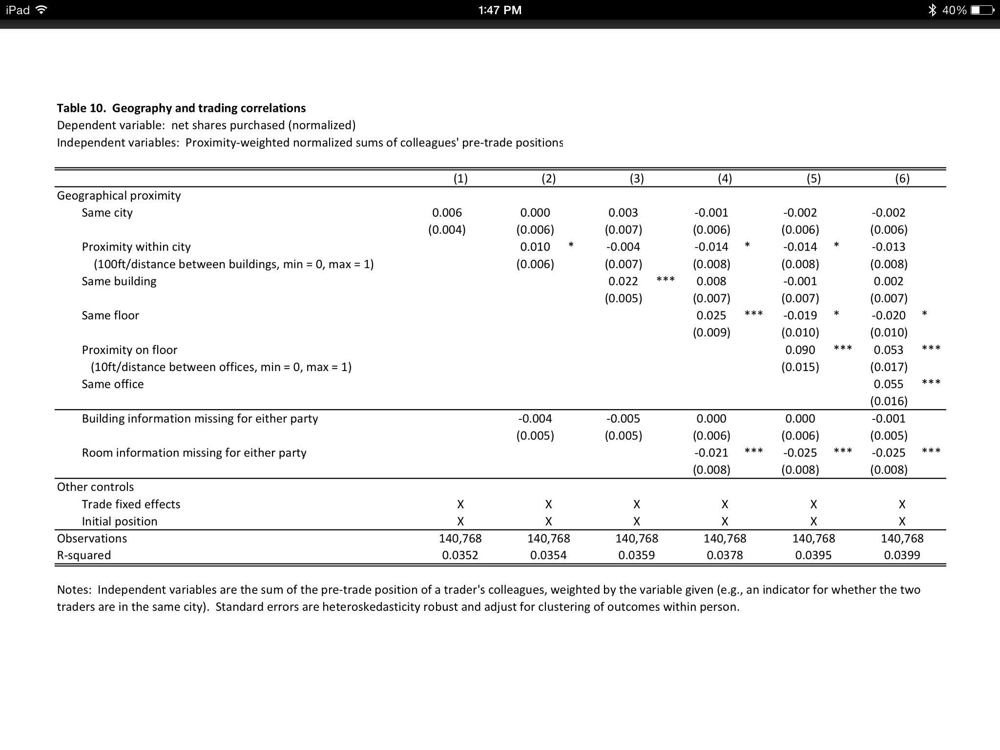 iPad 1:47 PM 40%
Table 10.  Geography and trading correlations
Dependent variable:  net shares purchased (normalized)
Independent variables:  Proximity-weighted normalized sums of colleagues' pre-trade positions
(1) (2) (3) (4) (5) (6)
Geographical proximity
Same city 0.006 0.000 0.003 -0.001 -0.002 -0.002
(0.004) (0.006) (0.007) (0.006) (0.006) (0.006)
Proximity within city 0.010 * -0.004 -0.014 * -0.014 * -0.013
(100ft/distance between buildings, min = 0, max = 1) (0.006) (0.007) (0.008) (0.008) (0.008)
Same building 0.022 *** 0.008 -0.001 0.002
(0.005) (0.007) (0.007) (0.007)
Same floor 0.025 *** -0.019 * -0.020 *
(0.009) (0.010) (0.010)
Proximity on floor 0.090 *** 0.053 ***
(10ft/distance between offices, min = 0, max = 1) (0.015) (0.017)
Same office 0.055 ***
(0.016)
Building information missing for either party -0.004 -0.005 0.000 0.000 -0.001
(0.005) (0.005) (0.006) (0.006) (0.005)
Room information missing for either party -0.021 *** -0.025 *** -0.025 ***
(0.008) (0.008) (0.008)
Other controls
Trade fixed effects X X X X X X
Initial position X X X X X X
Observations 140,768 140,768 140,768 140,768 140,768 140,768
R-squared 0.0352 0.0354 0.0359 0.0378 0.0395 0.0399
Notes:  Independent variables are the sum of the pre-trade position of a trader's colleagues, weighted by the variable given (e.g., an indicator for whether the two
traders are in the same city).  Standard errors are heteroskedasticity robust and adjust for clustering of outcomes within person.